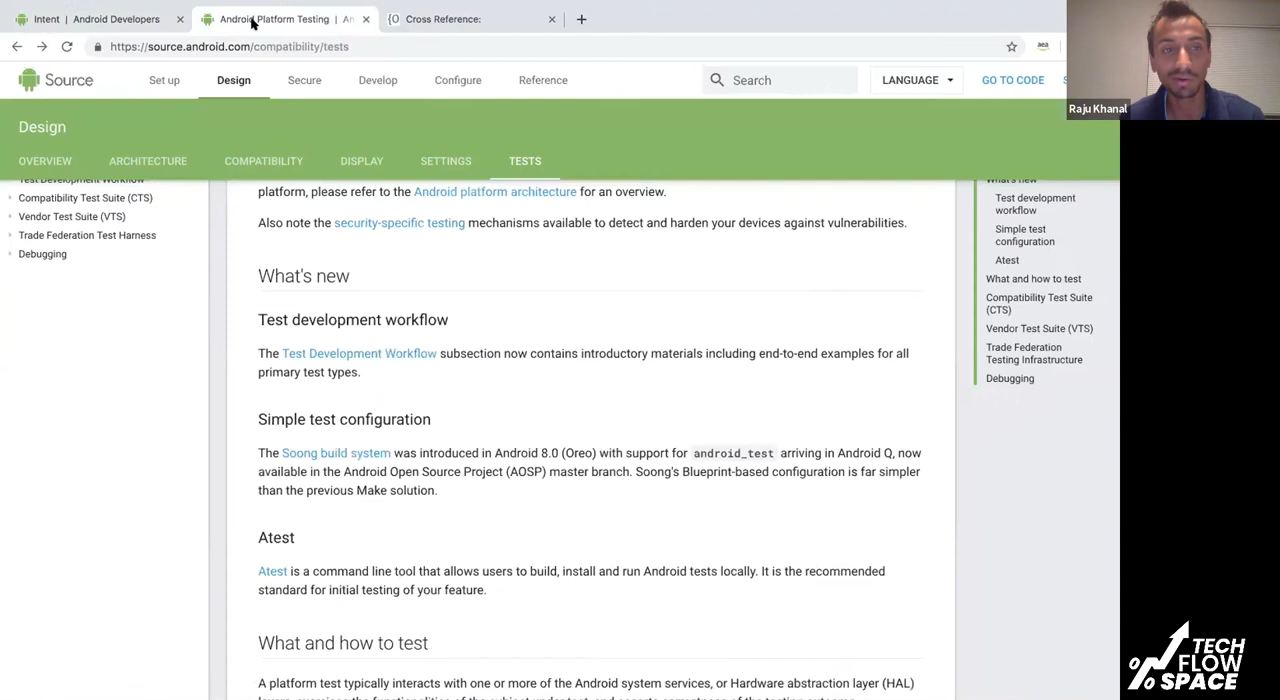 Intent | Android Developers
Android Platform Testing | An
Cross Reference:
https://source.android.com/compatibility/tests
aea
Source
Set up
Design
Secure
Develop
Configure
Reference
Search
LANGUAGE
GO TO CODE
Raju Khanal
Design
OVERVIEW
ARCHITECTURE
COMPATIBILITY
DISPLAY
SETTINGS
TESTS
Test Development Workflow
Compatibility Test Suite (CTS)
Vendor Test Suite (VTS)
Trade Federation Test Harness
Debugging
platform, please refer to the Android platform architecture for an overview.
Also note the security-specific testing mechanisms available to detect and harden your devices against vulnerabilities.
What's new
Test development workflow
The Test Development Workflow subsection now contains introductory materials including end-to-end examples for all
primary test types.
Simple test configuration
The Soong build system was introduced in Android 8.0 (Oreo) with support for android_test arriving in Android Q, now
available in the Android Open Source Project (AOSP) master branch. Soong's Blueprint-based configuration is far simpler
than the previous Make solution.
Atest
Atest is a command line tool that allows users to build, install and run Android tests locally. It is the recommended
standard for initial testing of your feature.
What and how to test
A platform test typically interacts with one or more of the Android system services, or Hardware abstraction layer (HAL)
What's new
Test development
workflow
Simple test
configuration
Atest
What and how to test
Compatibility Test Suite
(CTS)
Vendor Test Suite (VTS)
Trade Federation
Testing Infrastructure
Debugging
TECH
FLOW
SPACE